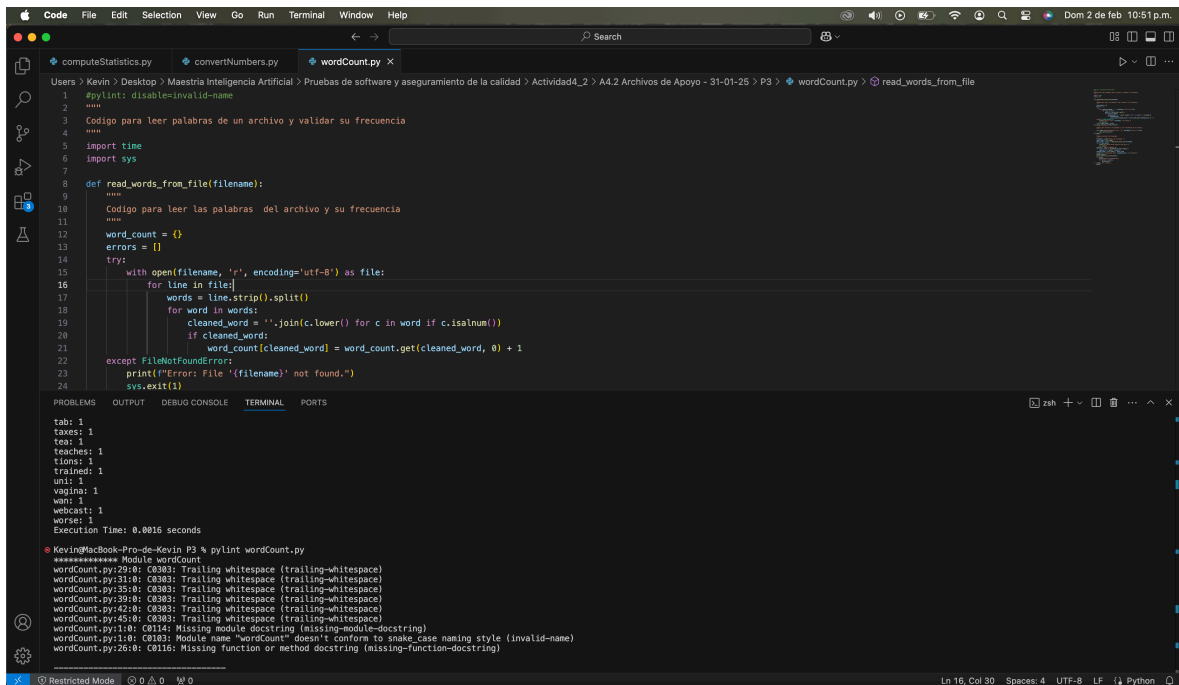 Code File Edit Selection View Go Run Terminal Window Help Dom 2 de feb 10:51 p.m.
Search
computeStatistics.py convertNumbers.py wordCount.py
Users > Kevin > Desktop > Maestria Inteligencia Artificial > Pruebas de software y aseguramiento de la calidad > Actividad4_2 > A4.2 Archivos de Apoyo - 31-01-25 > P3 > wordCount.py > read_words_from_file
1 #pylint: disable=invalid-name
2 """
3 Codigo para leer palabras de un archivo y validar su frecuencia
4 """
5 import time
6 import sys
7
8 def read_words_from_file(filename):
9 """
10 Codigo para leer las palabras  del archivo y su frecuencia
11 """
12 word_count = {}
13 errors = []
14 try:
15 with open(filename, 'r', encoding='utf-8') as file:
16 for line in file:
17 words = line.strip().split()
18 for word in words:
19 cleaned_word = ''.join(c.lower() for c in word if c.isalnum())
20 if cleaned_word:
21 word_count[cleaned_word] = word_count.get(cleaned_word, 0) + 1
22 except FileNotFoundError:
23 print(f"Error: File '{filename}' not found.")
24 sys.exit(1)
3
PROBLEMS OUTPUT DEBUG CONSOLE TERMINAL PORTS zsh
tab: 1
taxes: 1
tea: 1
teaches: 1
tions: 1
trained: 1
uni: 1
vagina: 1
wan: 1
webcast: 1
worse: 1
Execution Time: 0.0016 seconds
Kevin@MacBook-Pro-de-Kevin P3 % pylint wordCount.py
************* Module wordCount
wordCount.py:29:0: C0303: Trailing whitespace (trailing-whitespace)
wordCount.py:31:0: C0303: Trailing whitespace (trailing-whitespace)
wordCount.py:35:0: C0303: Trailing whitespace (trailing-whitespace)
wordCount.py:39:0: C0303: Trailing whitespace (trailing-whitespace)
wordCount.py:42:0: C0303: Trailing whitespace (trailing-whitespace)
wordCount.py:45:0: C0303: Trailing whitespace (trailing-whitespace)
wordCount.py:1:0: C0114: Missing module docstring (missing-module-docstring)
wordCount.py:1:0: C0103: Module name "wordCount" doesn't conform to snake_case naming style (invalid-name)
wordCount.py:26:0: C0116: Missing function or method docstring (missing-function-docstring)
-----------------------------------
Restricted Mode 0 0 0 Ln 16, Col 30 Spaces: 4 UTF-8 LF Python